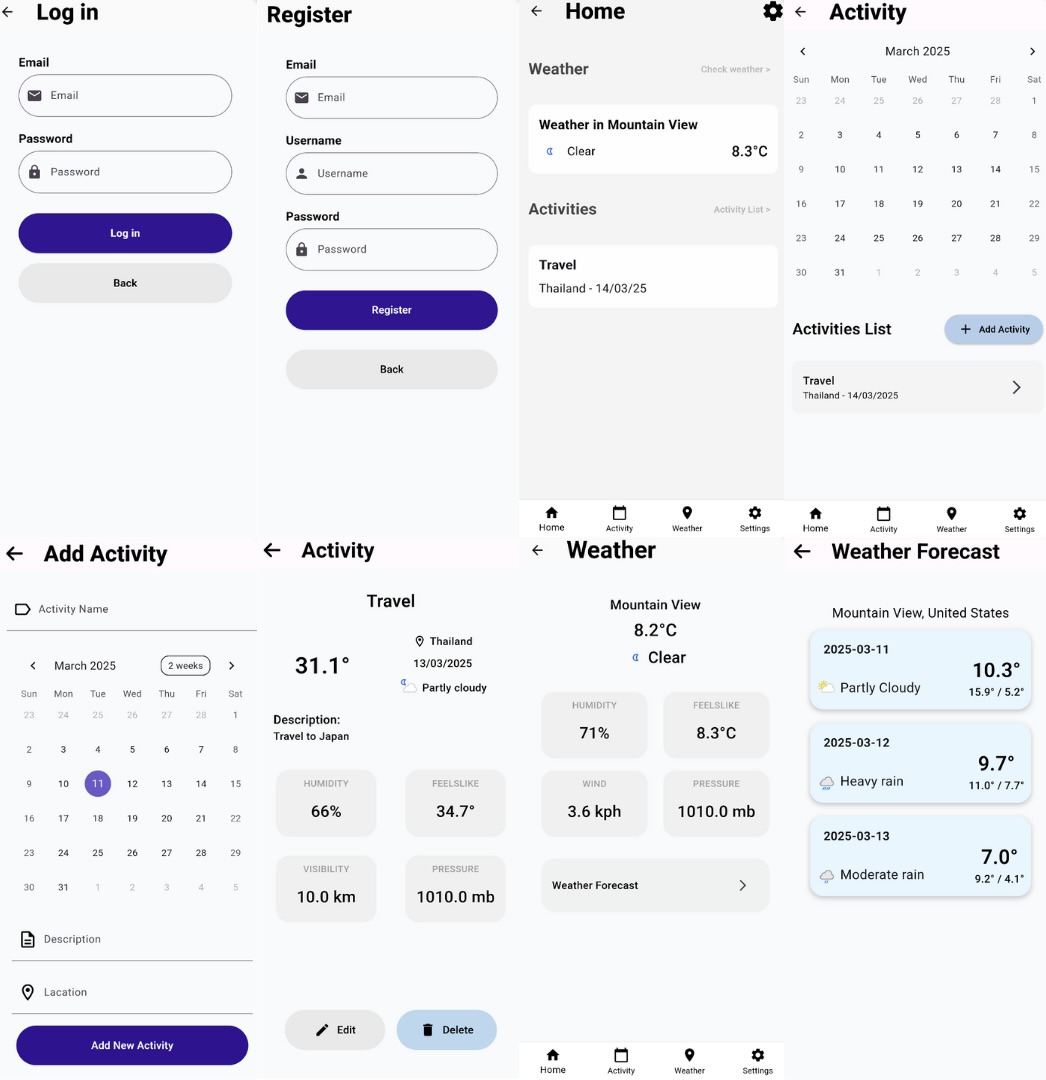 Log in
Email
Email
Password
Password
Log in
Back
Register
Email
Email
Username
Username
Password
Password
Register
Back
Home
Weather
Check weather >
Weather in Mountain View
Clear
8.3°C
Activities
Activity List >
Travel
Thailand - 14/03/25
Home
Activity
Weather
Settings
Activity
March 2025
Sun Mon Tue Wed Thu Fri Sat
23 24 25 26 27 28 1
2 3 4 5 6 7 8
9 10 11 12 13 14 15
16 17 18 19 20 21 22
23 24 25 26 27 28 29
30 31 1 2 3 4 5
Activities List
+ Add Activity
Travel
Thailand - 14/03/2025
Home
Activity
Weather
Settings
Add Activity
Activity Name
March 2025
2 weeks
Sun Mon Tue Wed Thu Fri Sat
23 24 25 26 27 28 1
2 3 4 5 6 7 8
9 10 11 12 13 14 15
16 17 18 19 20 21 22
23 24 25 26 27 28 29
30 31 1 2 3 4 5
Description
Lacation
Add New Activity
Activity
Travel
31.1°
Thailand
13/03/2025
Partly cloudy
Description:
Travel to Japan
HUMIDITY
66%
FEELSLIKE
34.7°
VISIBILITY
10.0 km
PRESSURE
1010.0 mb
Edit
Delete
Weather
Mountain View
8.2°C
Clear
HUMIDITY
71%
FEELSLIKE
8.3°C
WIND
3.6 kph
PRESSURE
1010.0 mb
Weather Forecast
Home
Activity
Weather
Settings
Weather Forecast
Mountain View, United States
2025-03-11
Partly Cloudy
10.3°
15.9° / 5.2°
2025-03-12
Heavy rain
9.7°
11.0° / 7.7°
2025-03-13
Moderate rain
7.0°
9.2° / 4.1°